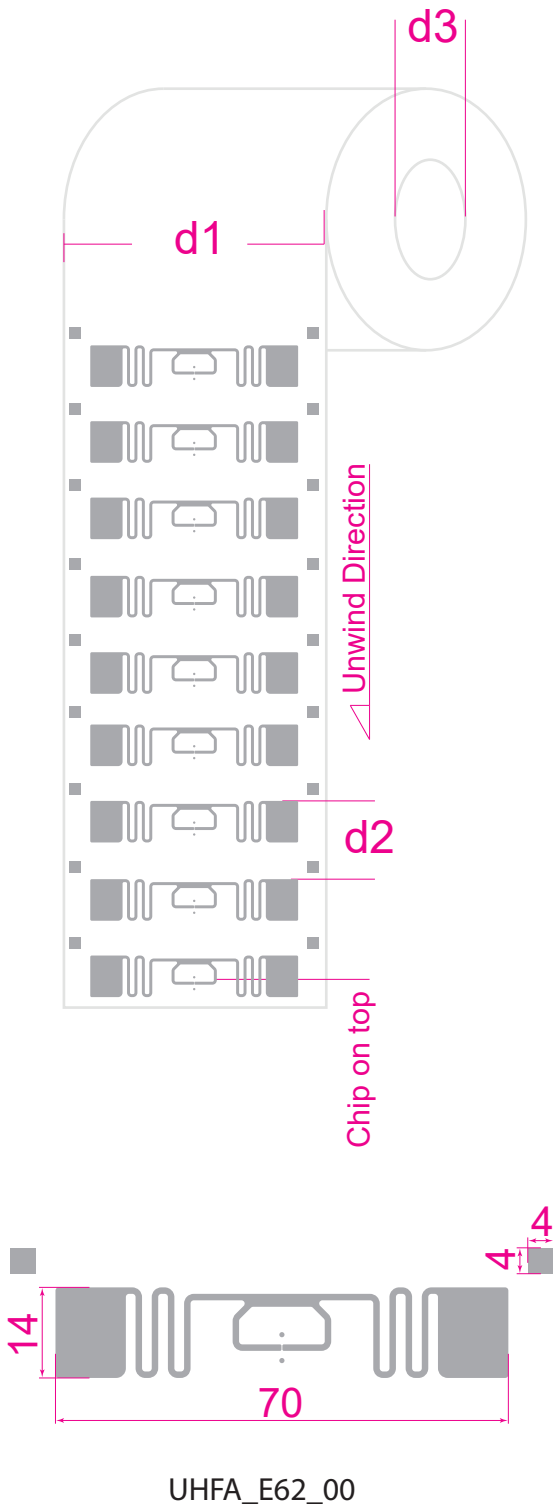 d3
d1
Unwind Direction
d2
Chip on top
4
4
14
70
UHFA_E62_00